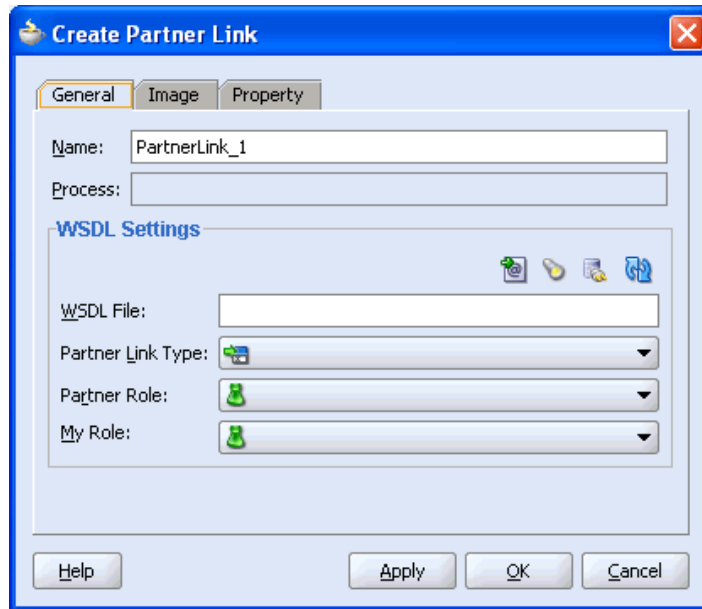 Create Partner Link
General Image Property
Name: PartnerLink_1
Process:
WSDL Settings
WSDL File:
Partner Link Type:
Partner Role:
My Role:
Help Apply OK Cancel